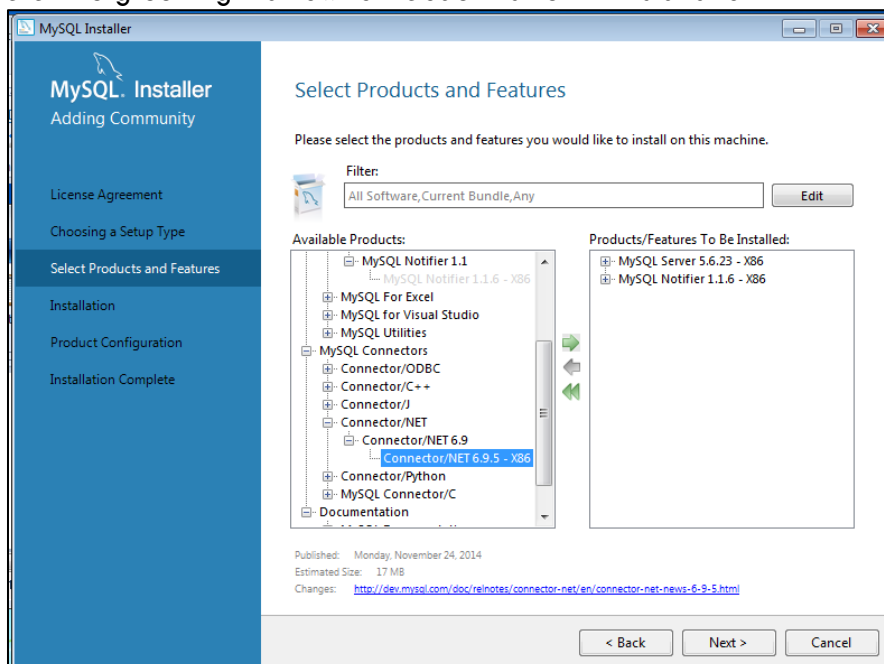 MySQL Installer
MySQL. Installer
Adding Community
License Agreement
Choosing a Setup Type
Select Products and Features
Installation
Product Configuration
Installation Complete
Select Products and Features
Please select the products and features you would like to install on this machine.
Filter:
All Software,Current Bundle,Any
Edit
Available Products:
MySQL Notifier 1.1
MySQL Notifier 1.1.6 - X86
MySQL For Excel
MySQL for Visual Studio
MySQL Utilities
MySQL Connectors
Connector/ODBC
Connector/C++
Connector/J
Connector/NET
Connector/NET 6.9
Connector/NET 6.9.5 - X86
Connector/Python
MySQL Connector/C
Documentation
Products/Features To Be Installed:
MySQL Server 5.6.23 - X86
MySQL Notifier 1.1.6 - X86
Published: Monday, November 24, 2014
Estimated Size: 17 MB
Changes: http://dev.mysql.com/doc/relnotes/connector-net/en/connector-net-news-6-9-5.html
< Back
Next >
Cancel